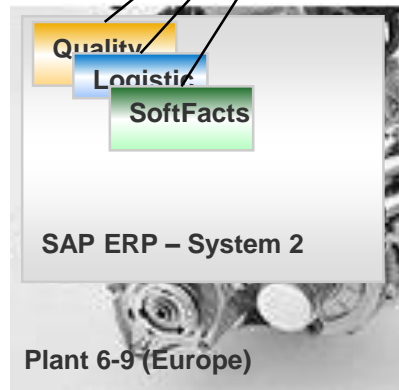 Quality
Logistic
SoftFacts
SAP ERP – System 2
Plant 6-9 (Europe)